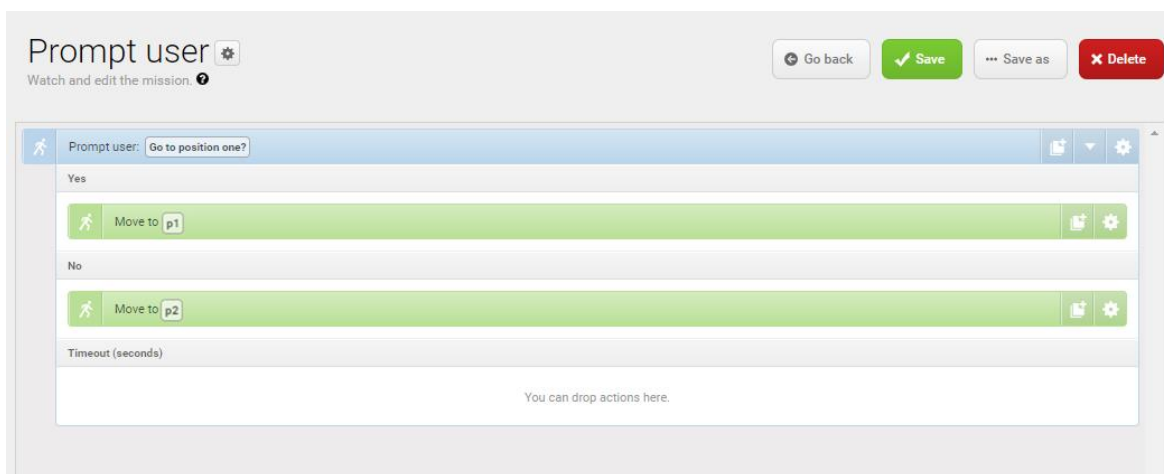 Prompt user
Watch and edit the mission.
Go back
Save
Save as
Delete
Prompt user: Go to position one?
Yes
Move to p1
No
Move to p2
Timeout (seconds)
You can drop actions here.